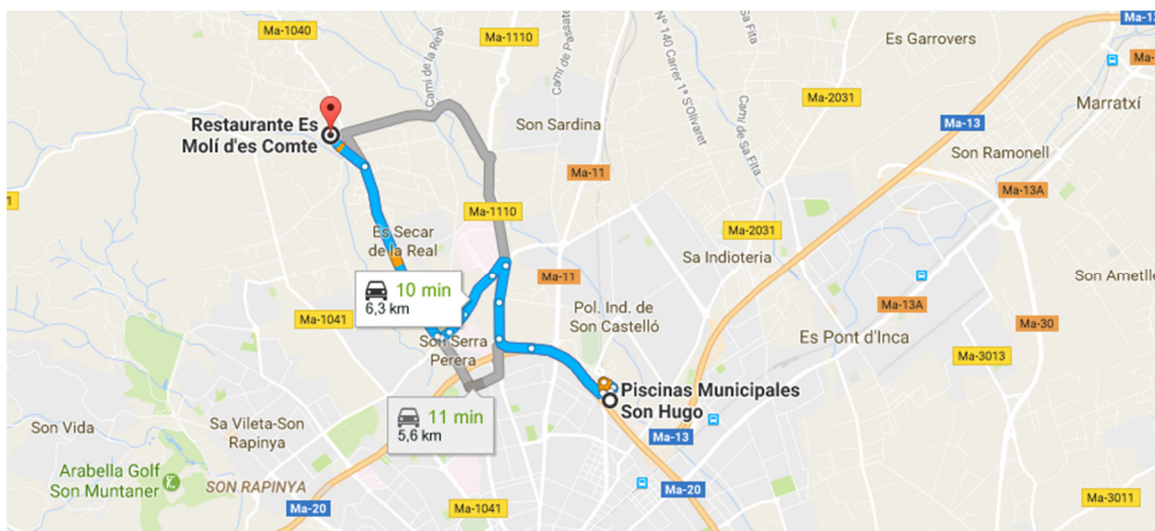 Ma-1040
Ma-1110
Camí de la Real
Camí de Passate
Nº 140 Carrer 1ª S'Olivaret
Sa Fita
Camí de Sa Fita
Es Garrovers
Ma-13
Ma-2031
Marratxí
Restaurante Es
Molí d'es Comte
Son Sardina
Ma-13
Son Ramonell
Ma-11
Ma-13A
Ma-1110
Es Secar
de la Real
Ma-2031
Sa Indioteria
Ma-11
Son Ametlle
10 min
6,3 km
Ma-1041
Pol. Ind. de
Son Castelló
Ma-13A
Ma-30
Es Pont d'Inca
Son Serra
Perera
Ma-3013
Piscinas Municipales
Son Hugo
11 min
5,6 km
Son Vida
Sa Vileta-Son
Rapinya
Ma-13
Arabella Golf
Son Muntaner
SON RAPINYA
Ma-20
Ma-20
Ma-1041
Ma-3011